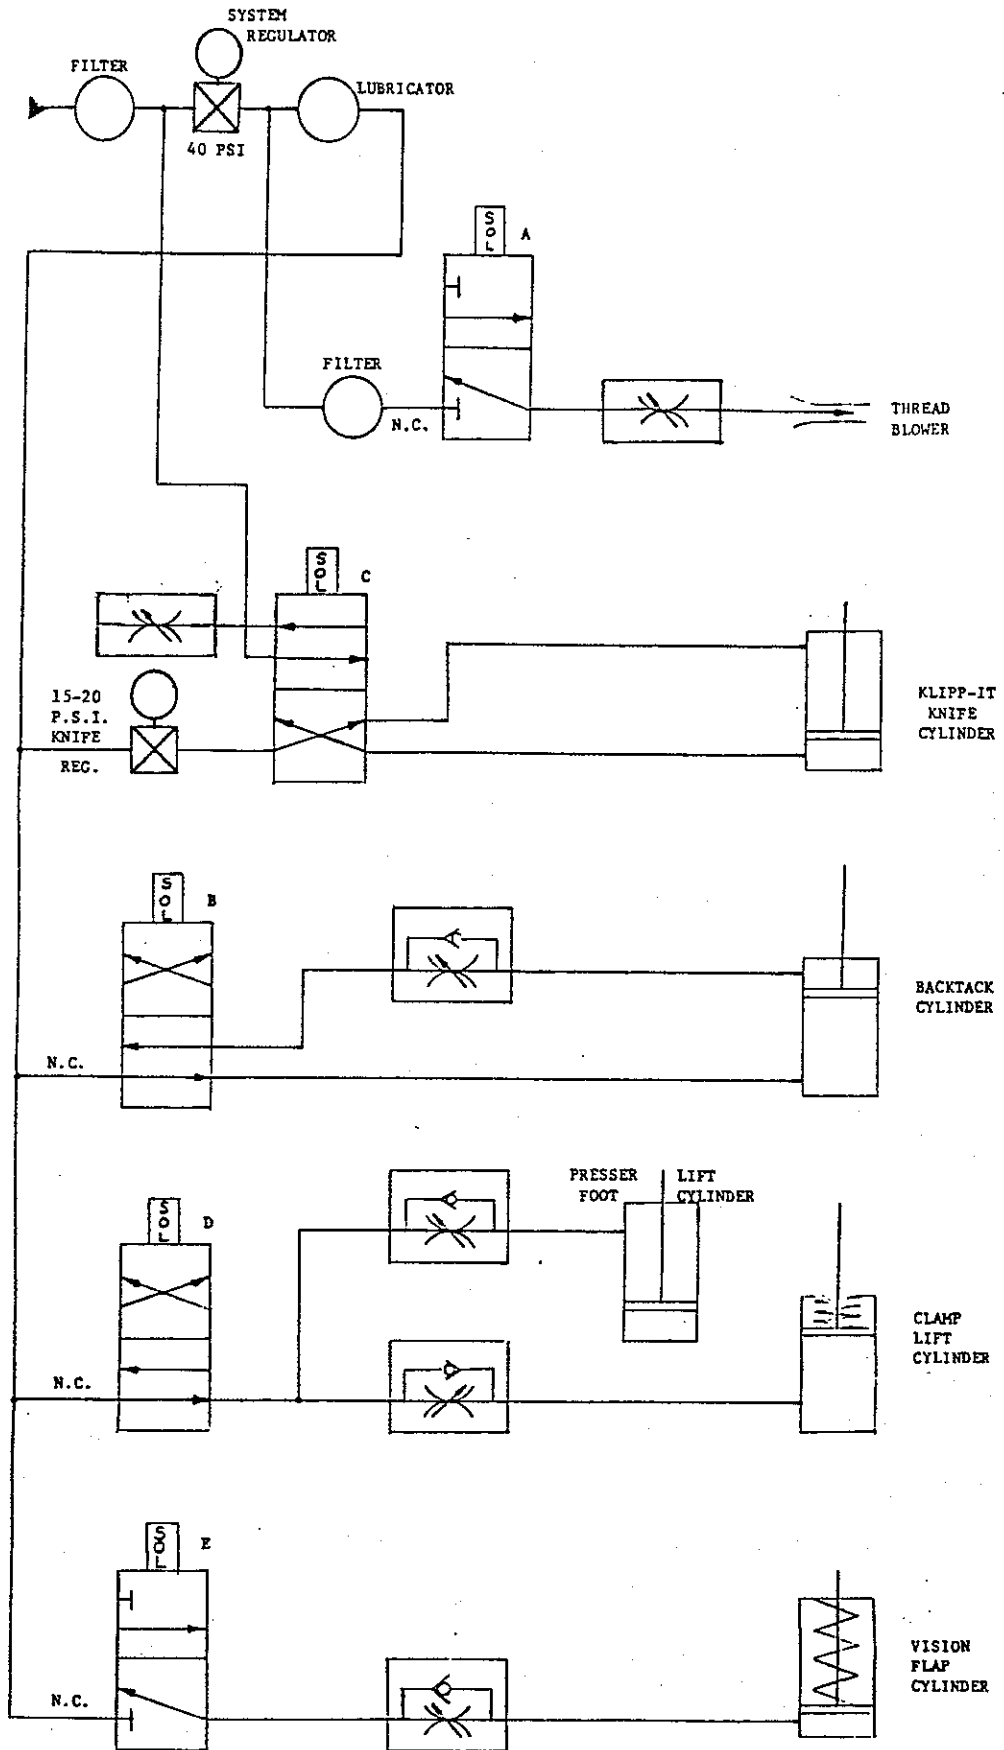 SYSTEM
REGULATOR
FILTER
LUBRICATOR
40 PSI
SOL
A
FILTER
N.C.
THREAD
BLOWER
SOL
C
15-20
P.S.I.
KNIFE
REG.
KLIPP-IT
KNIFE
CYLINDER
SOL
B
N.C.
BACKTACK
CYLINDER
PRESSER
FOOT
LIFT
CYLINDER
SOL
D
N.C.
CLAMP
LIFT
CYLINDER
SOL
E
N.C.
VISION
FLAP
CYLINDER